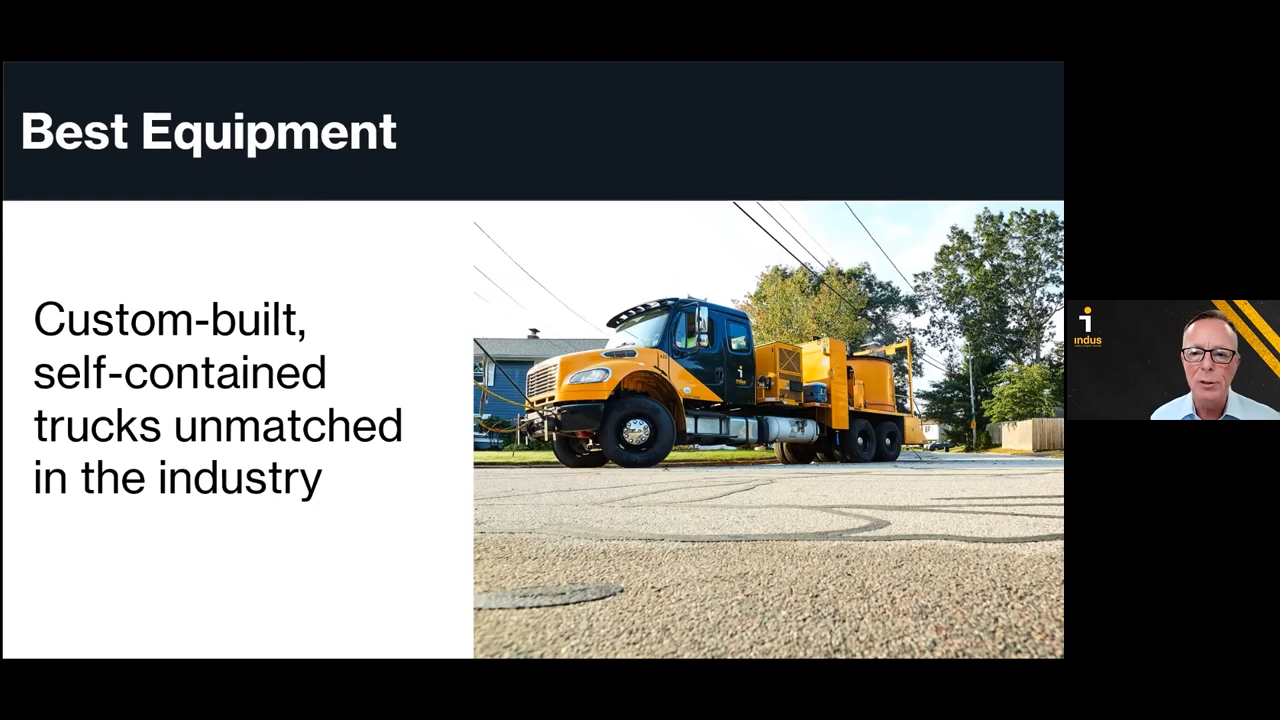 Best Equipment
Custom-built,
self-contained
trucks unmatched
in the industry
indus